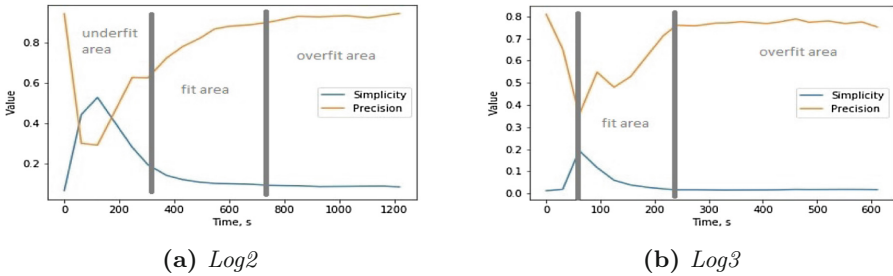 underfit
area
overfit area
fit area
Simplicity
Precision
Value
0.8
0.6
0.4
0.2
0 200 400 600 800 1000 1200
Time, s
(a) Log2
overfit area
fit area
Simplicity
Precision
Value
0.8
0.7
0.6
0.5
0.4
0.3
0.2
0.1
0.0
0 100 200 300 400 500 600
Time, s
(b) Log3